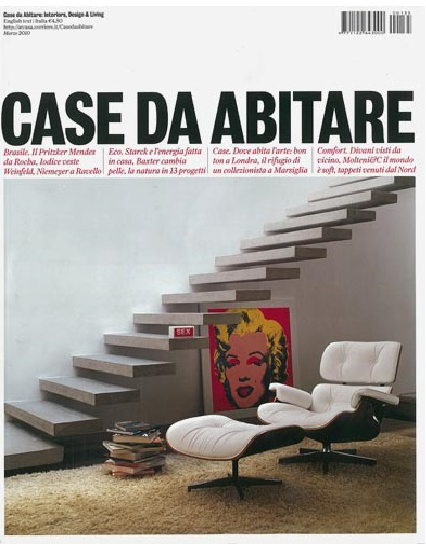 Case da Abitare: Interiors, Design & Living
English text | Italia €4,50
http://atcasa.corriere.it/Casedaabitare
Marzo 2010
CASE DA ABITARE
Brasile. Il Pritzker Mendes
da Rocha, Iodice veste
Weinfeld, Niemeyer a Ravello
Eco. Starck e l'energia fatta
in casa, Baxter cambia
pelle, la natura in 13 progetti
Case. Dove abita l'arte: bon
ton a Londra, il rifugio di
un collezionista a Marsiglia
Comfort. Divani visti da
vicino, Molteni&C il mondo
è soft, tappeti venuti dal Nord
SEX